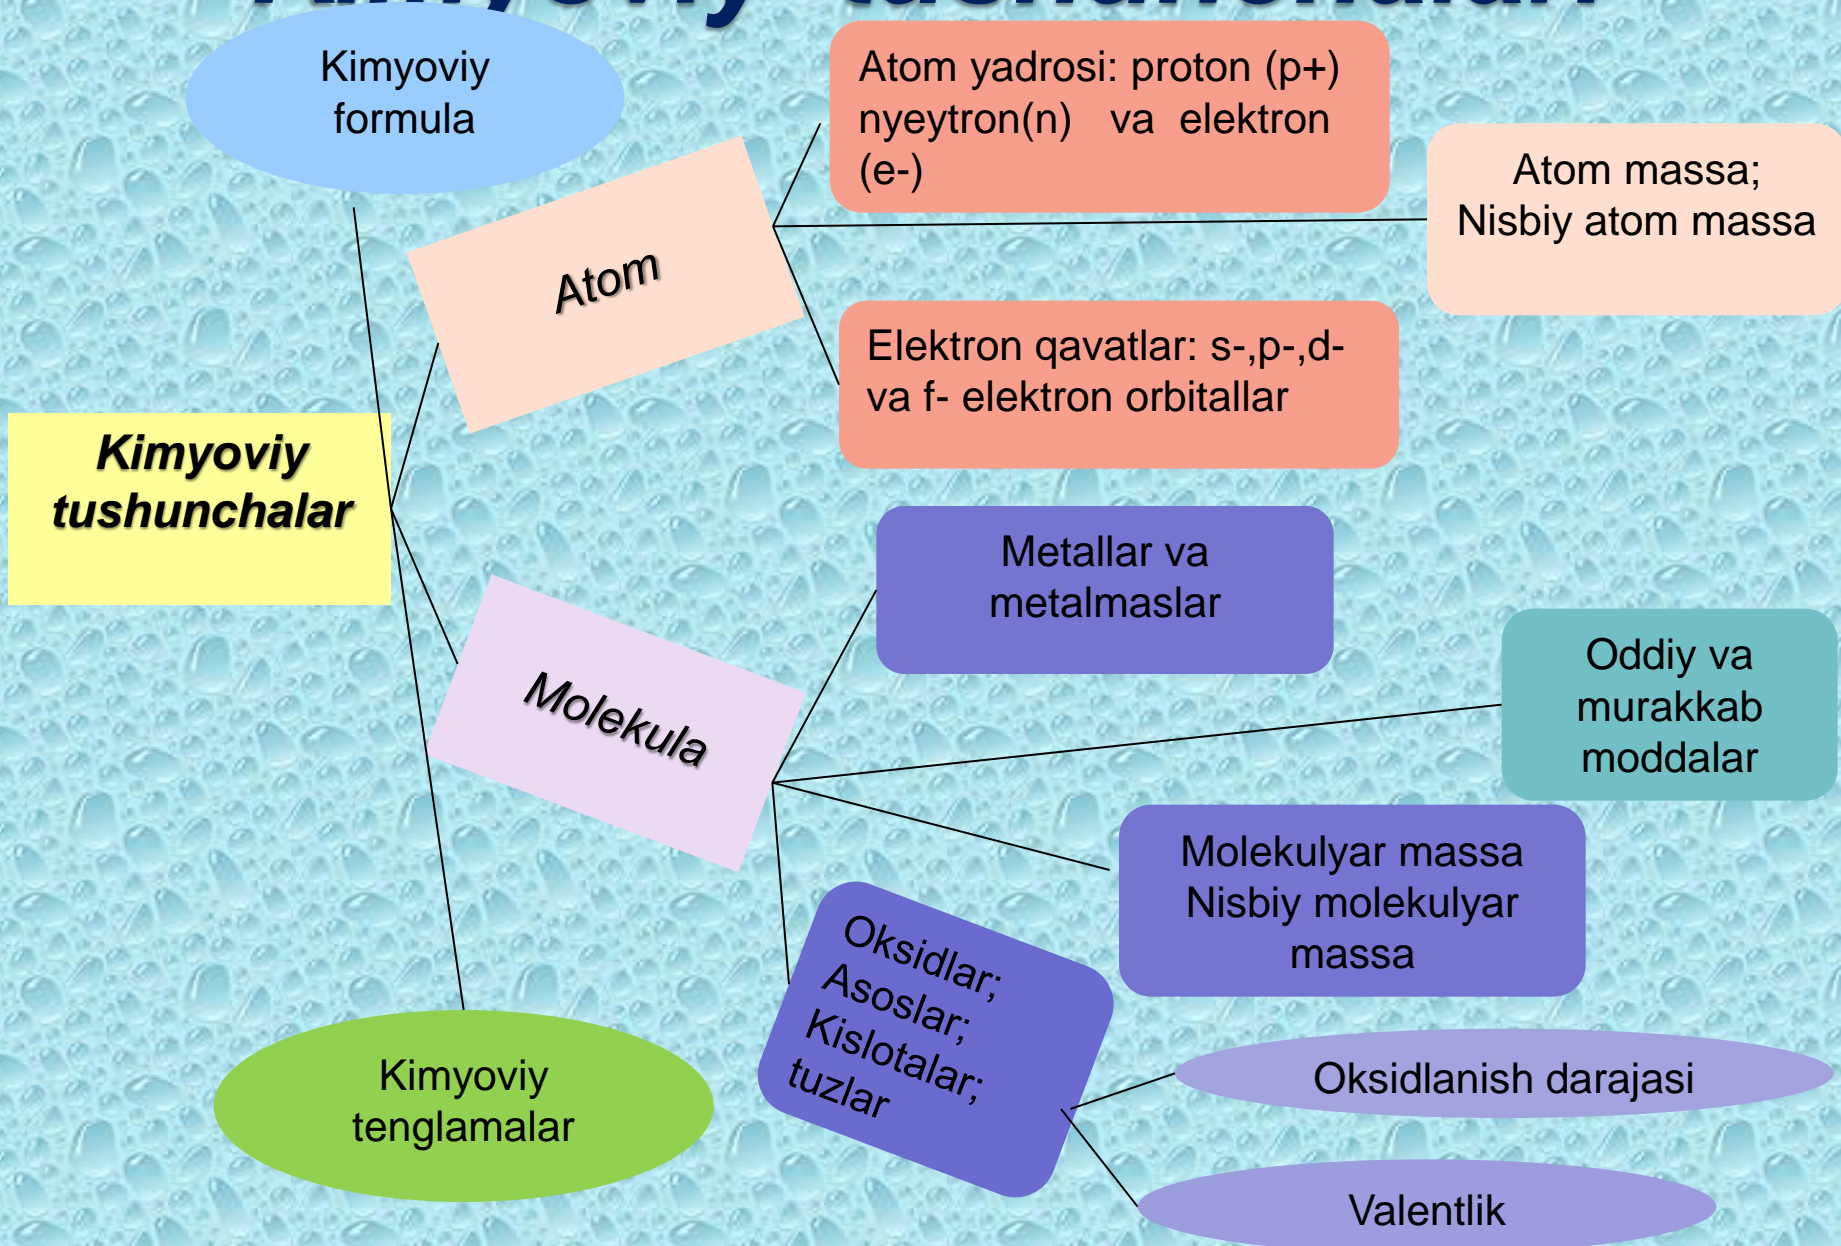 Kimyoviy tushunchalari
Kimyoviy
formula
Atom yadrosi: proton (p+)
nyeytron(n) va elektron
(e-)
Atom massa;
Nisbiy atom massa
Atom
Elektron qavatlar: s-,p-,d-
va f- elektron orbitallar
Kimyoviy
tushunchalar
Metallar va
metalmaslar
Oddiy va
murakkab
moddalar
Molekula
Molekulyar massa
Nisbiy molekulyar
massa
Oksidlar;
Asoslar;
Kislotalar;
tuzlar
Oksidlanish darajasi
Kimyoviy
tenglamalar
Valentlik